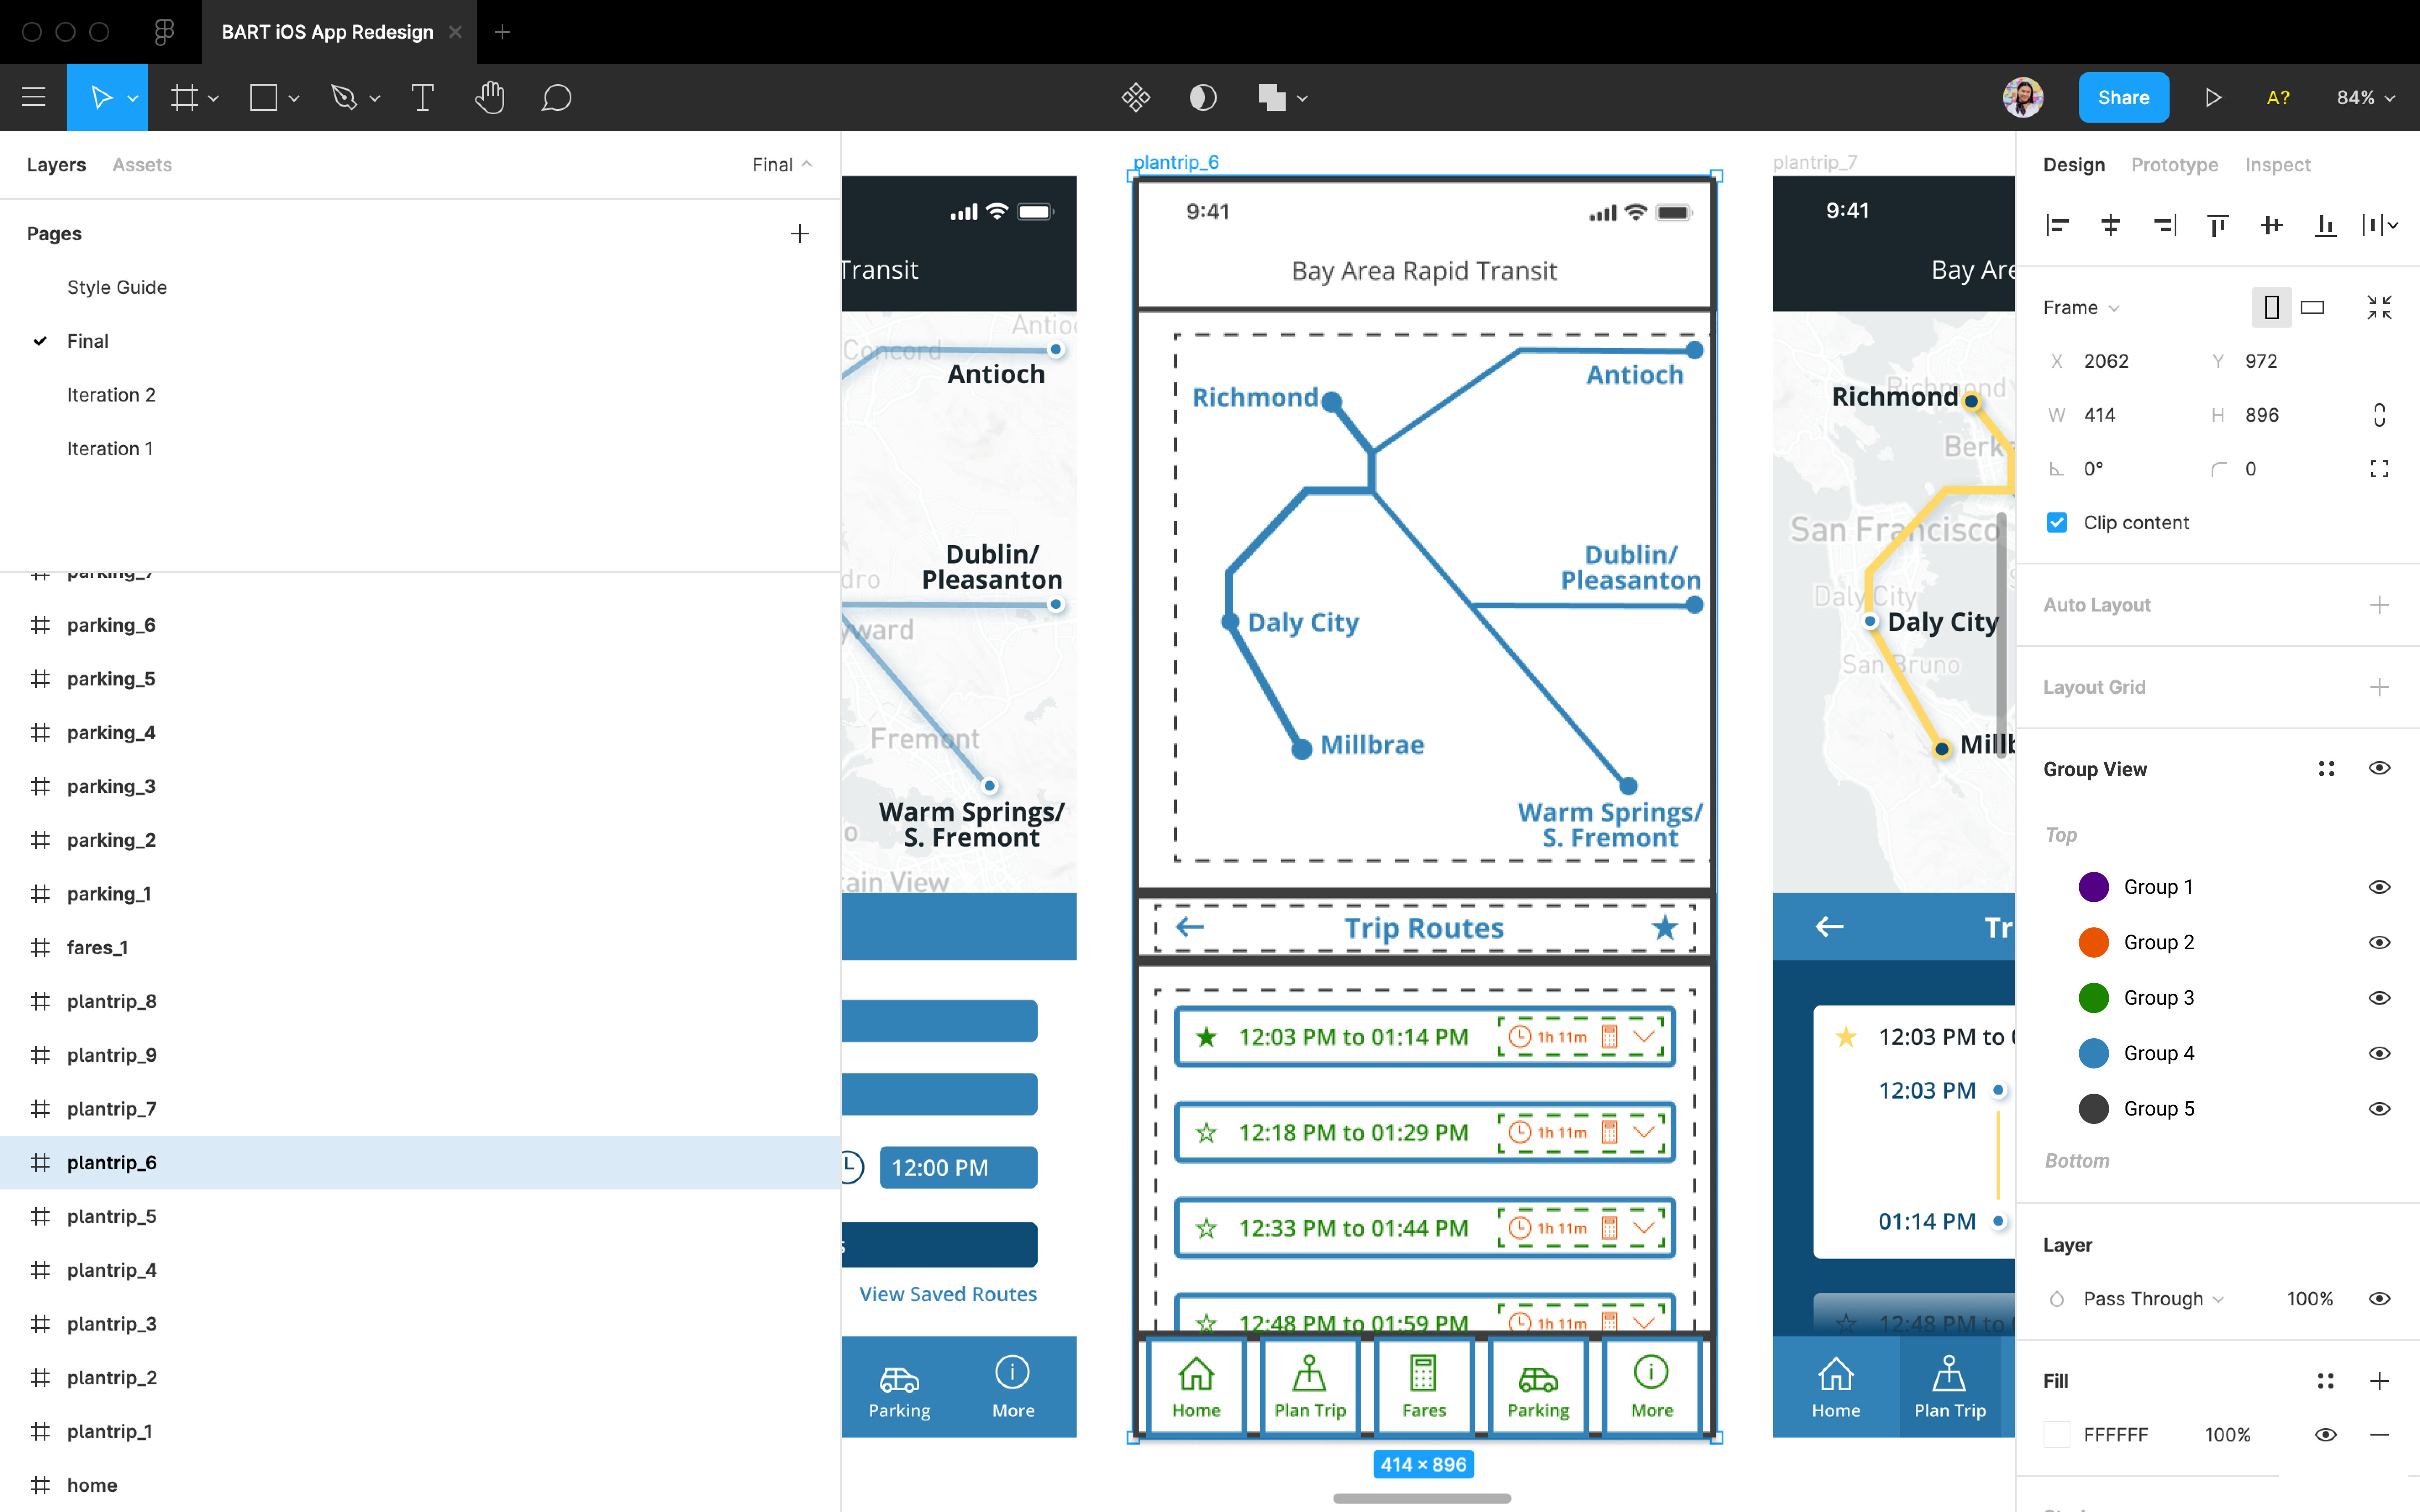 BART iOS App Redesign
Share
A?
84%
Layers
Assets
Final
Pages
Style Guide
Final
Iteration 2
Iteration 1
parking_7
parking_6
parking_5
parking_4
parking_3
parking_2
parking_1
fares_1
plantrip_8
plantrip_9
plantrip_7
plantrip_6
plantrip_5
plantrip_4
plantrip_3
plantrip_2
plantrip_1
home
Transit
Concord
Antioch
Dublin/
Pleasanton
Fremont
Warm Springs/
S. Fremont
ain View
12:00 PM
View Saved Routes
Parking
More
plantrip_6
9:41
Bay Area Rapid Transit
Antioch
Richmond
Dublin/
Pleasanton
Daly City
Millbrae
Warm Springs/
S. Fremont
Trip Routes
12:03 PM to 01:14 PM
1h 11m
12:18 PM to 01:29 PM
1h 11m
12:33 PM to 01:44 PM
1h 11m
12:48 PM to 01:59 PM
1h 11m
Home
Plan Trip
Fares
Parking
More
414 × 896
plantrip_7
9:41
Bay Are
Richmond
Richmond
Berk
San Francisco
Daly City
Daly City
San Bruno
Millb
Tr
12:03 PM to
12:03 PM
01:14 PM
12:48 PM to
Home
Plan Trip
Design
Prototype
Inspect
Frame
X 2062
Y 972
W 414
H 896
0°
0
Clip content
Auto Layout
Layout Grid
Group View
Top
Group 1
Group 2
Group 3
Group 4
Group 5
Bottom
Layer
Pass Through
100%
Fill
FFFFFF
100%